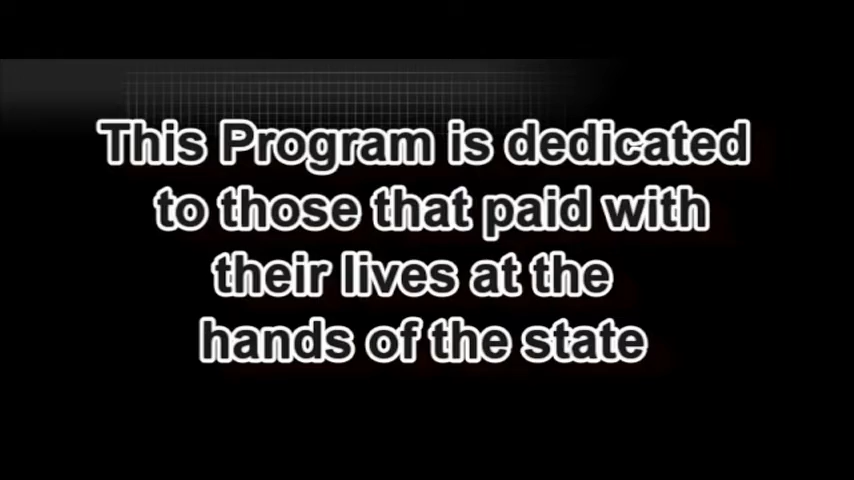 This Program is dedicated
to those that paid with
their lives at the
hands of the state